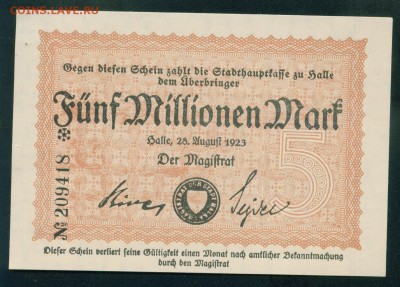 COINS.LAVE.RU
Gegen diesen Schein zahlt die Stadthauptkasse zu Halle
dem Überbringer
Fünf Millionen Mark
Halle, 28. August 1923
Der Magistrat
5
№ 209418 ✻
Dieser Schein verliert seine Gültigkeit einen Monat nach amtlicher Bekanntmachung
durch den Magistrat